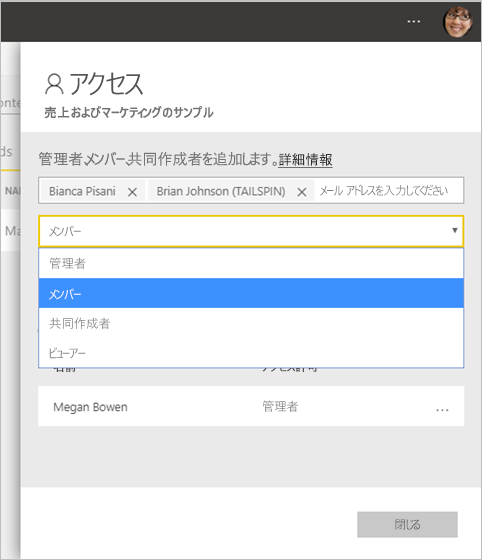 ...
アクセス
売上およびマーケティングのサンプル
onte
ds
NAI
Ma
管理者、メンバー、共同作成者を追加します。詳細情報
Bianca Pisani × Brian Johnson (TAILSPIN) × メール アドレスを入力してください
メンバー
管理者
メンバー
共同作成者
ビューアー
名前 アクセス許可
Megan Bowen 管理者 ...
閉じる